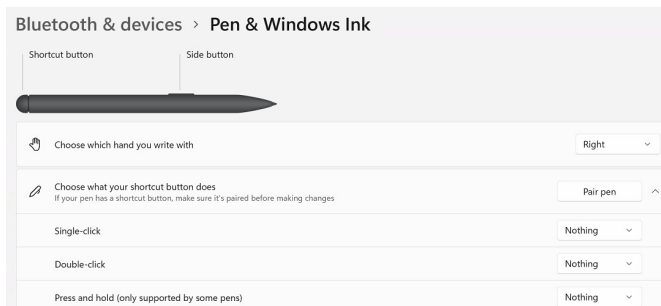 Bluetooth & devices > Pen & Windows Ink
Shortcut button Side button
Choose which hand you write with Right
Choose what your shortcut button does
If your pen has a shortcut button, make sure it's paired before making changes Pair pen
Single-click Nothing
Double-click Nothing
Press and hold (only supported by some pens) Nothing